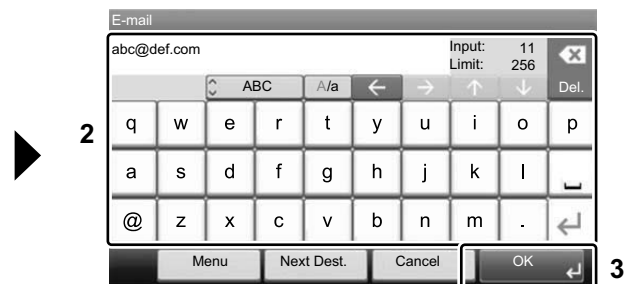 E-mail
abc@def.com Input: 11
Limit: 256
ABC A/a ← → ↑ ↓ Del.
2
q w e r t y u i o p
a s d f g h j k l
@ z x c v b n m .
Menu Next Dest. Cancel OK
3